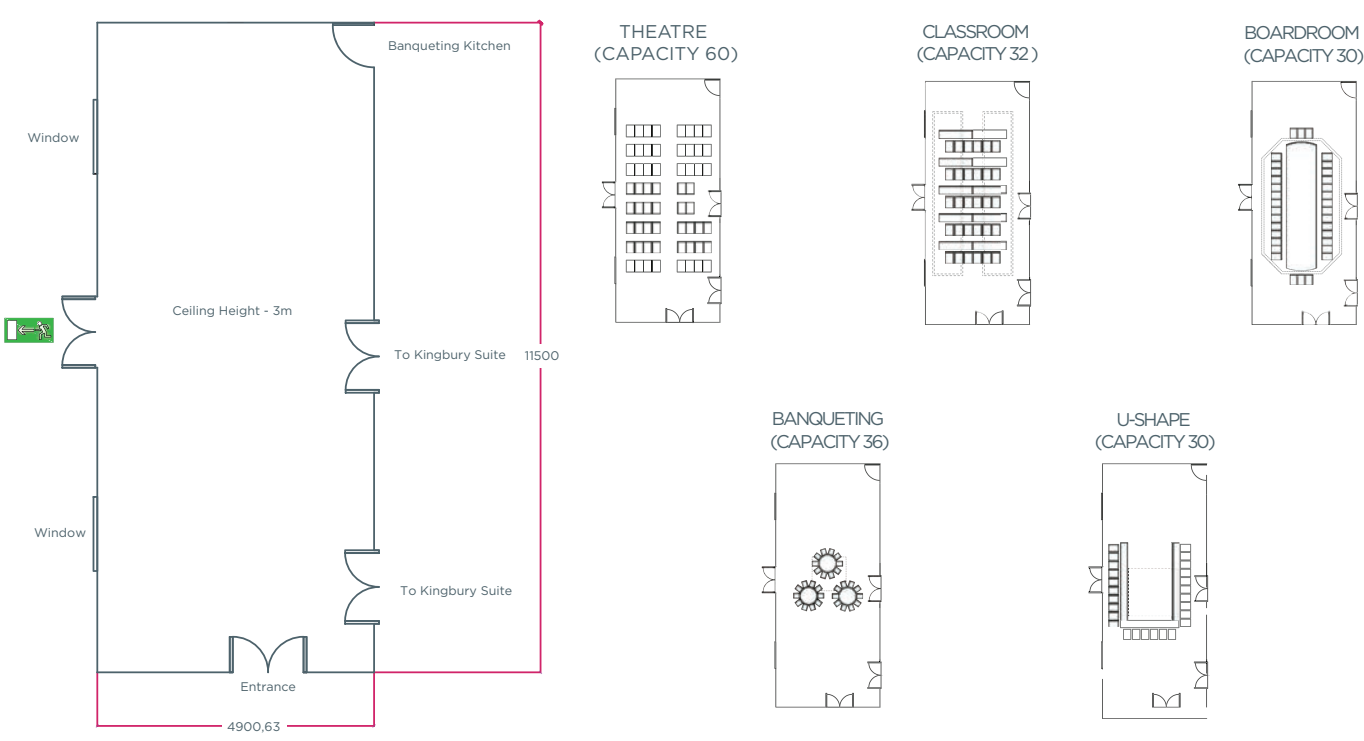 Banqueting Kitchen
Window
Ceiling Height - 3m
To Kingbury Suite
11500
Window
To Kingbury Suite
Entrance
4900,63
THEATRE
(CAPACITY 60)
CLASSROOM
(CAPACITY 32 )
BOARDROOM
(CAPACITY 30)
BANQUETING
(CAPACITY 36)
U-SHAPE
(CAPACITY 30)